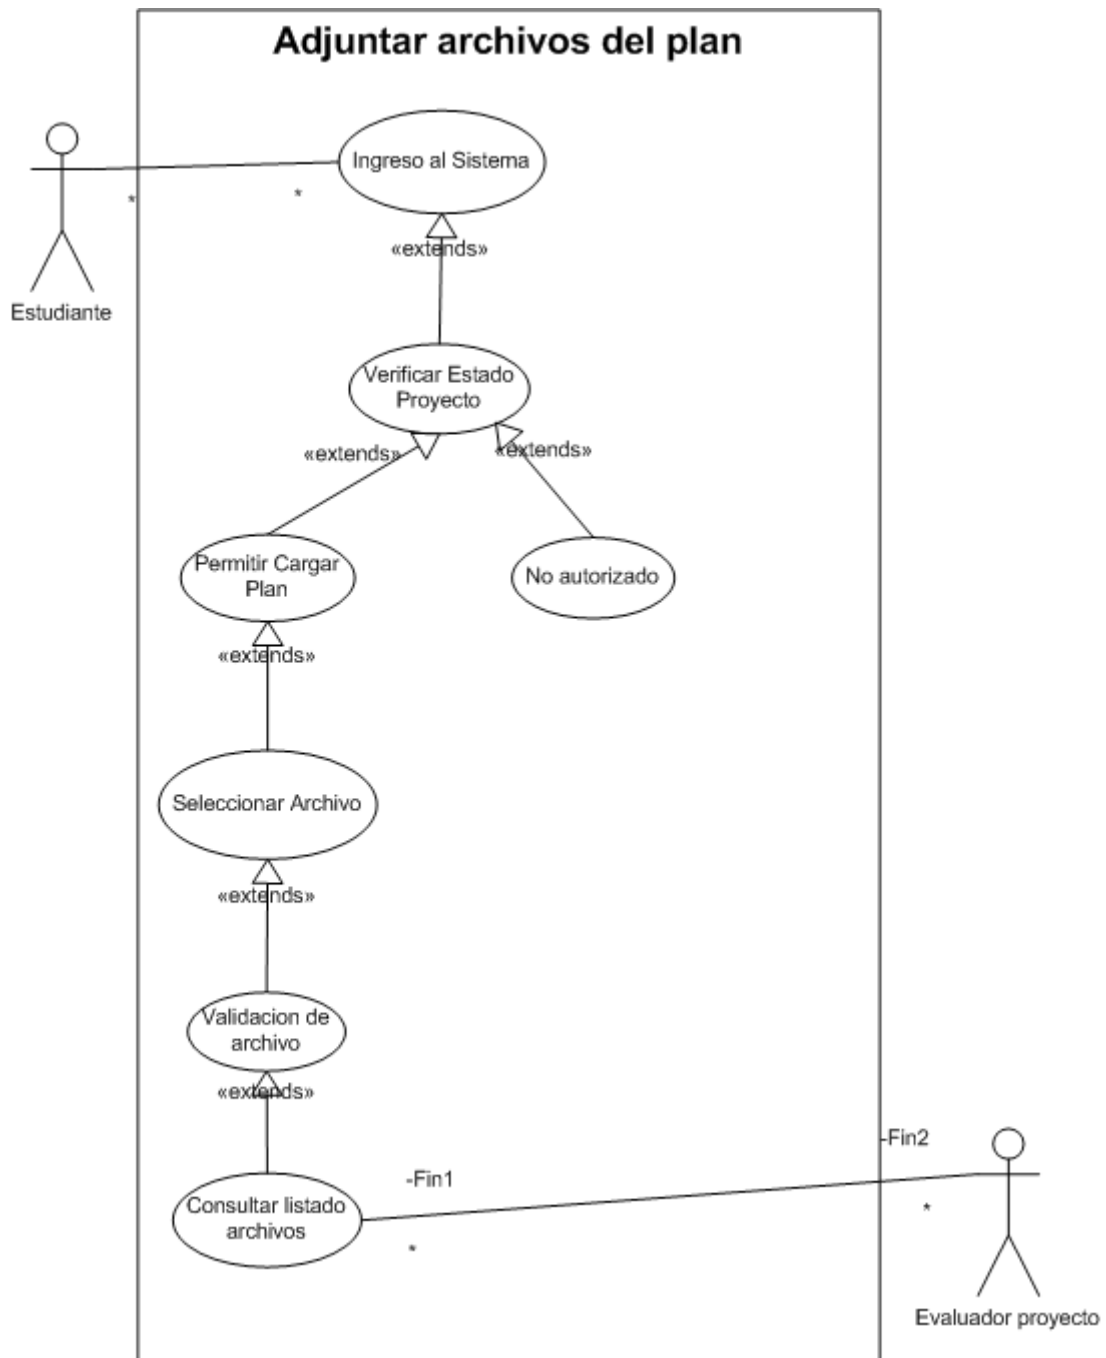 Adjuntar archivos del plan
Ingreso al Sistema
*
*
«extends»
Estudiante
Verificar Estado
Proyecto
«extends»
«extends»
Permitir Cargar
Plan
No autorizado
«extends»
Seleccionar Archivo
«extends»
Validacion de
archivo
«extends»
-Fin2
-Fin1
Consultar listado
archivos
*
*
Evaluador proyecto